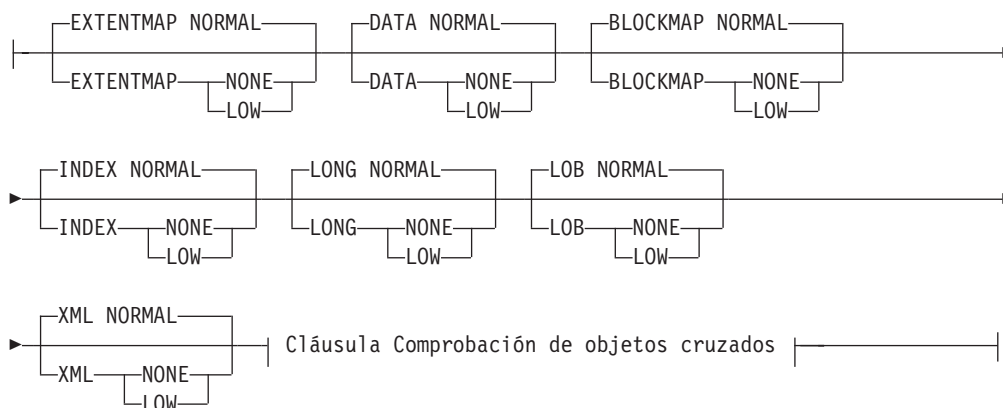 EXTENTMAP NORMAL DATA NORMAL BLOCKMAP NORMAL
EXTENTMAP NONE DATA NONE BLOCKMAP NONE
LOW LOW LOW
INDEX NORMAL LONG NORMAL LOB NORMAL
INDEX NONE LONG NONE LOB NONE
LOW LOW LOW
XML NORMAL
Cláusula Comprobación de objetos cruzados
XML NONE
LOW